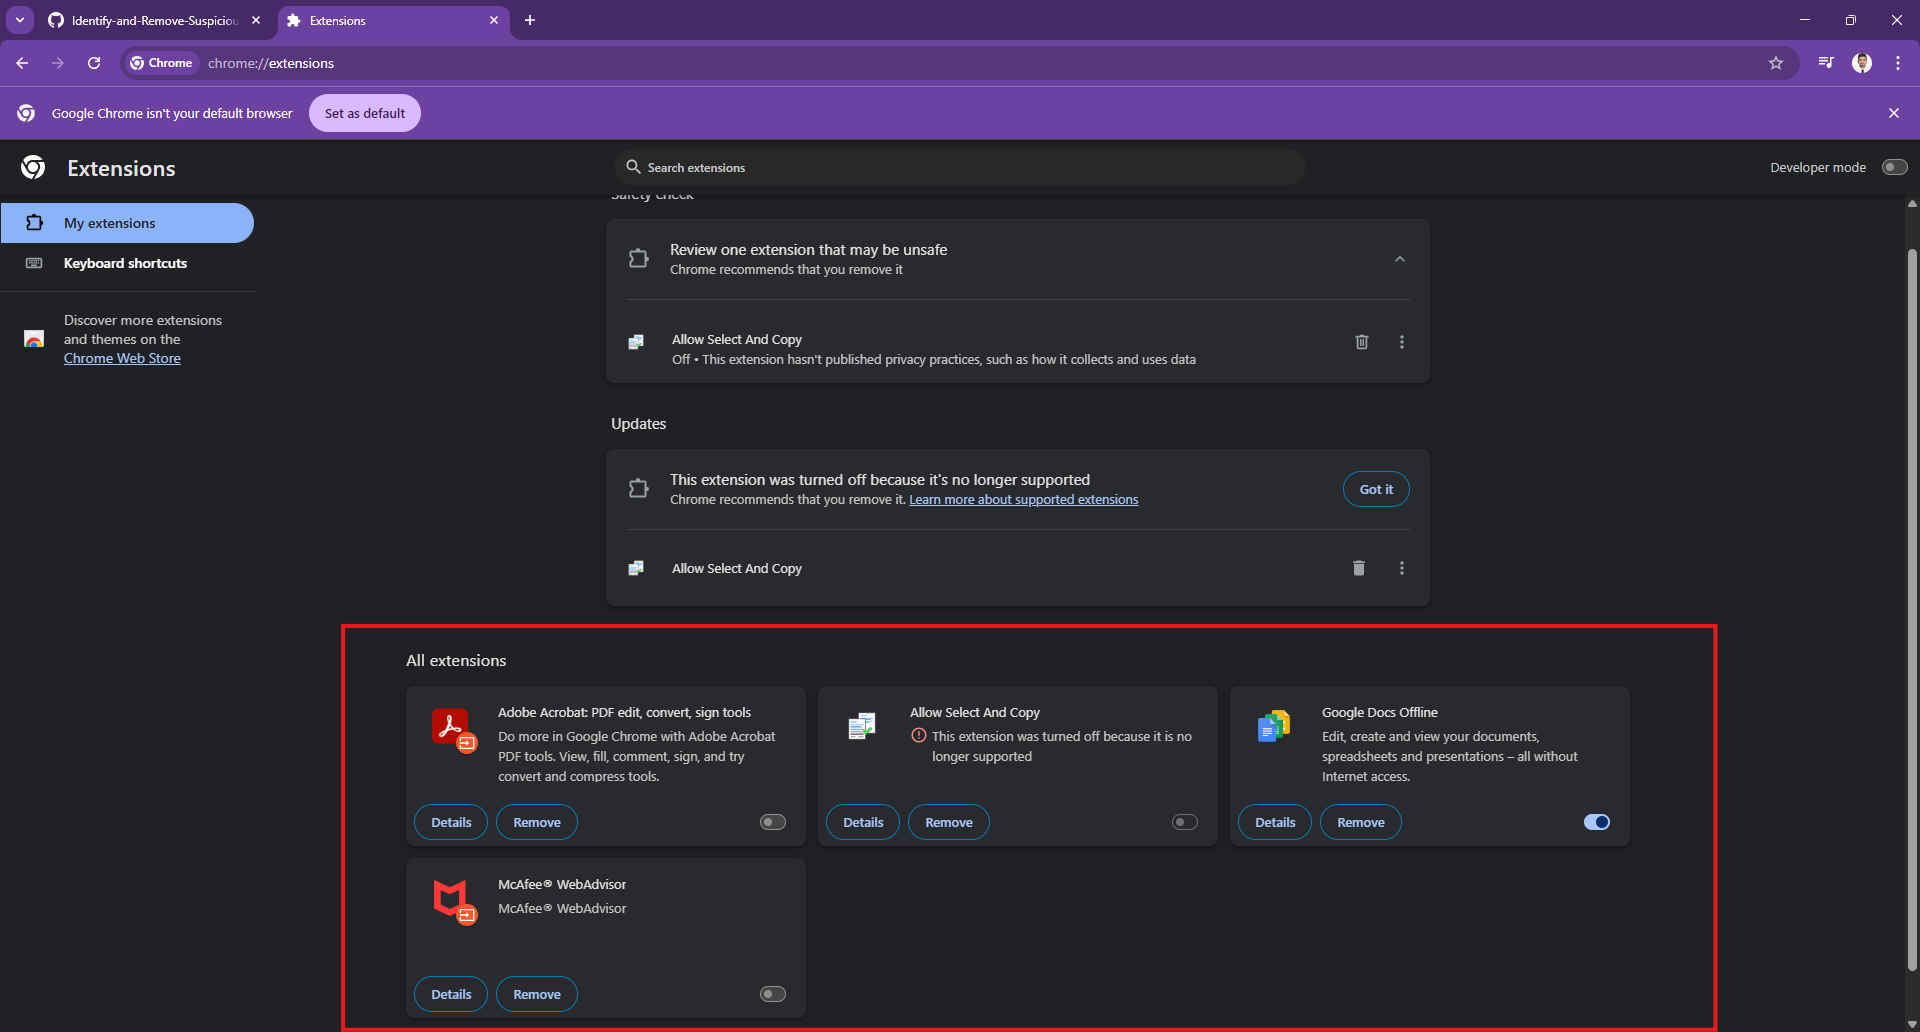 Identify-and-Remove-Suspiciou
Extensions
Chrome
chrome://extensions
Google Chrome isn't your default browser
Set as default
Extensions
Search extensions
Developer mode
My extensions
Keyboard shortcuts
Discover more extensions
and themes on the
Chrome Web Store
Safety check
Review one extension that may be unsafe
Chrome recommends that you remove it
Allow Select And Copy
Off • This extension hasn't published privacy practices, such as how it collects and uses data
Updates
This extension was turned off because it's no longer supported
Chrome recommends that you remove it. Learn more about supported extensions
Got it
Allow Select And Copy
All extensions
Adobe Acrobat: PDF edit, convert, sign tools
Do more in Google Chrome with Adobe Acrobat
PDF tools. View, fill, comment, sign, and try
convert and compress tools.
Details
Remove
Allow Select And Copy
This extension was turned off because it is no
longer supported
Details
Remove
Google Docs Offline
Edit, create and view your documents,
spreadsheets and presentations – all without
Internet access.
Details
Remove
McAfee® WebAdvisor
McAfee® WebAdvisor
Details
Remove